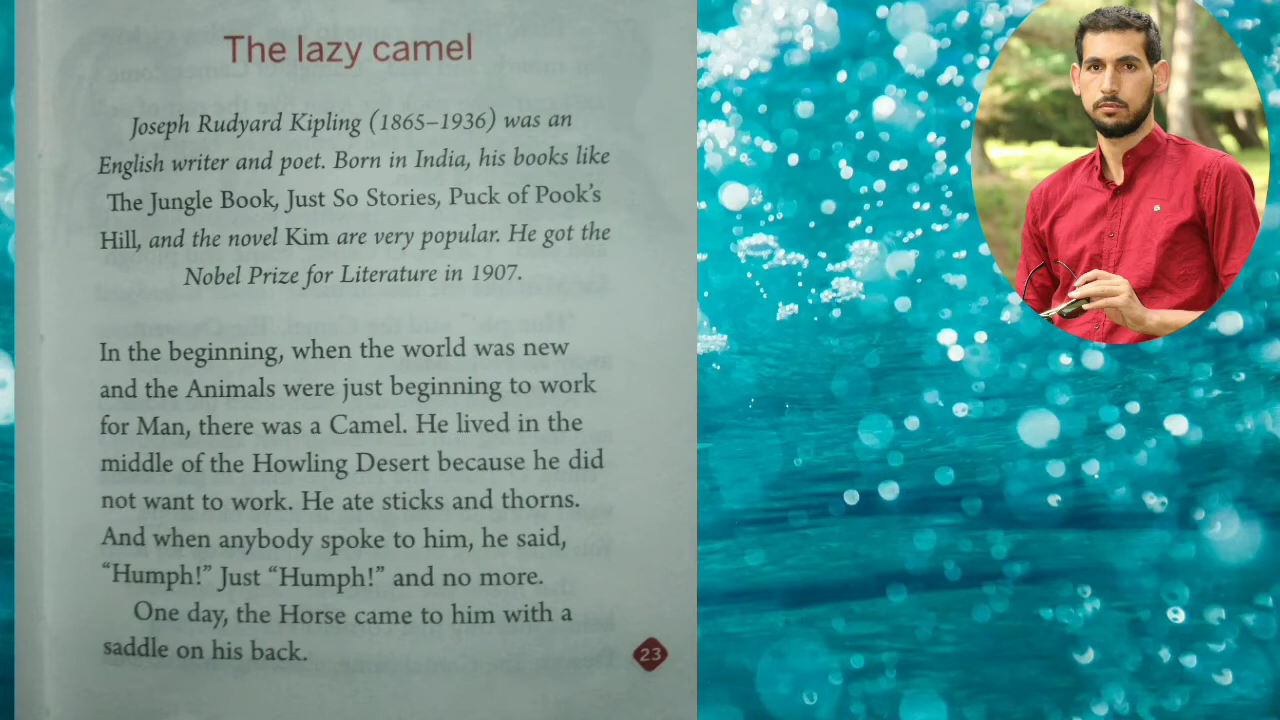 The lazy camel
Joseph Rudyard Kipling (1865–1936) was an
English writer and poet. Born in India, his books like
The Jungle Book, Just So Stories, Puck of Pook's
Hill, and the novel Kim are very popular. He got the
Nobel Prize for Literature in 1907.
In the beginning, when the world was new
and the Animals were just beginning to work
for Man, there was a Camel. He lived in the
middle of the Howling Desert because he did
not want to work. He ate sticks and thorns.
And when anybody spoke to him, he said,
“Humph!” Just “Humph!” and no more.
One day, the Horse came to him with a
saddle on his back.
23